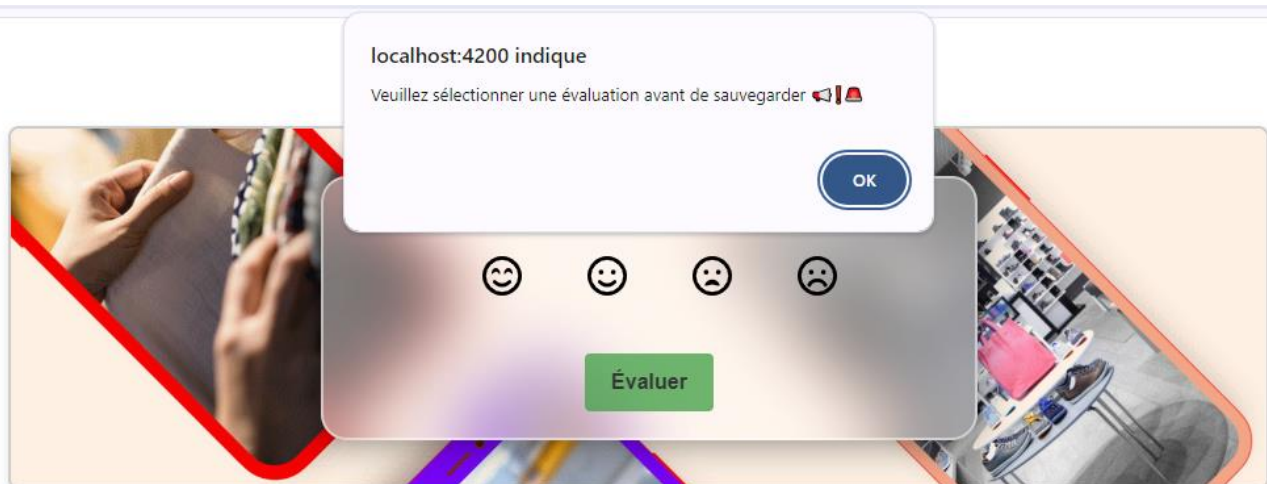 localhost:4200 indique
Veuillez sélectionner une évaluation avant de sauvegarder 📢❗🚨
OK
Évaluer